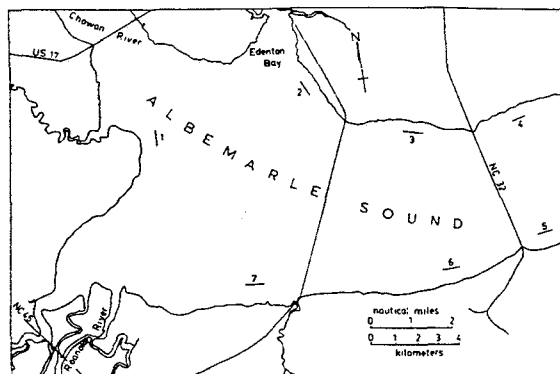 Chowan River
US 17
Edenton
Bay
N
ALBEMARLE
SOUND
1
2
3
4
NC 32
5
6
7
NC 45
Roanoke
River
nautical miles
0 1 2
0 1 2 3 4
kilometers